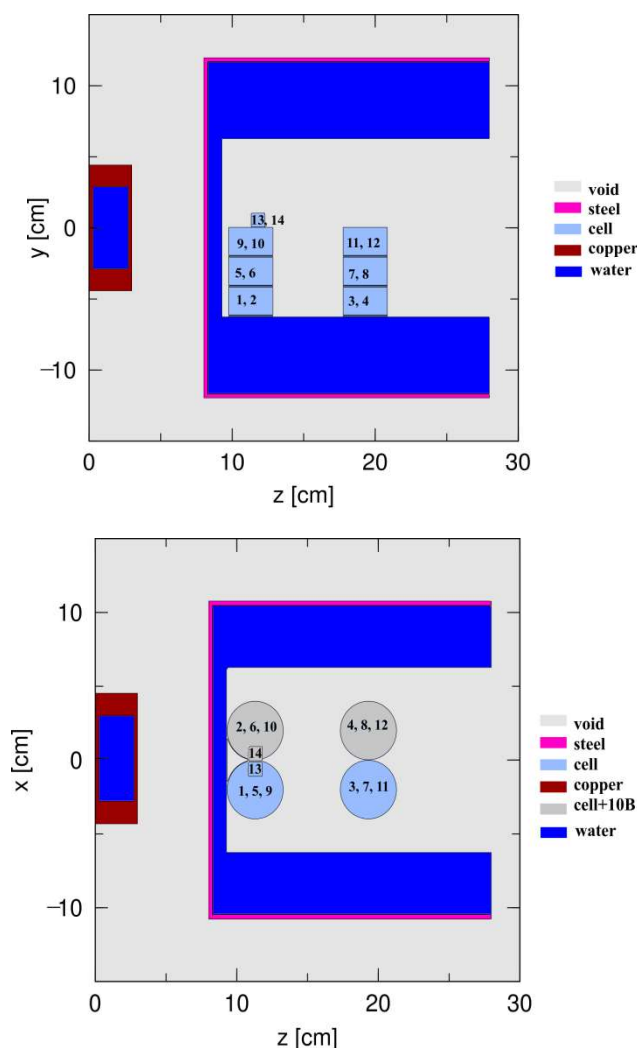 10
0
−10
y [cm]
13, 14
9, 10
11, 12
5, 6
7, 8
1, 2
3, 4
0
10
20
30
z [cm]
void
steel
cell
copper
water
10
0
−10
x [cm]
2, 6, 10
4, 8, 12
14
13
1, 5, 9
3, 7, 11
0
10
20
30
z [cm]
void
steel
cell
copper
cell+10B
water